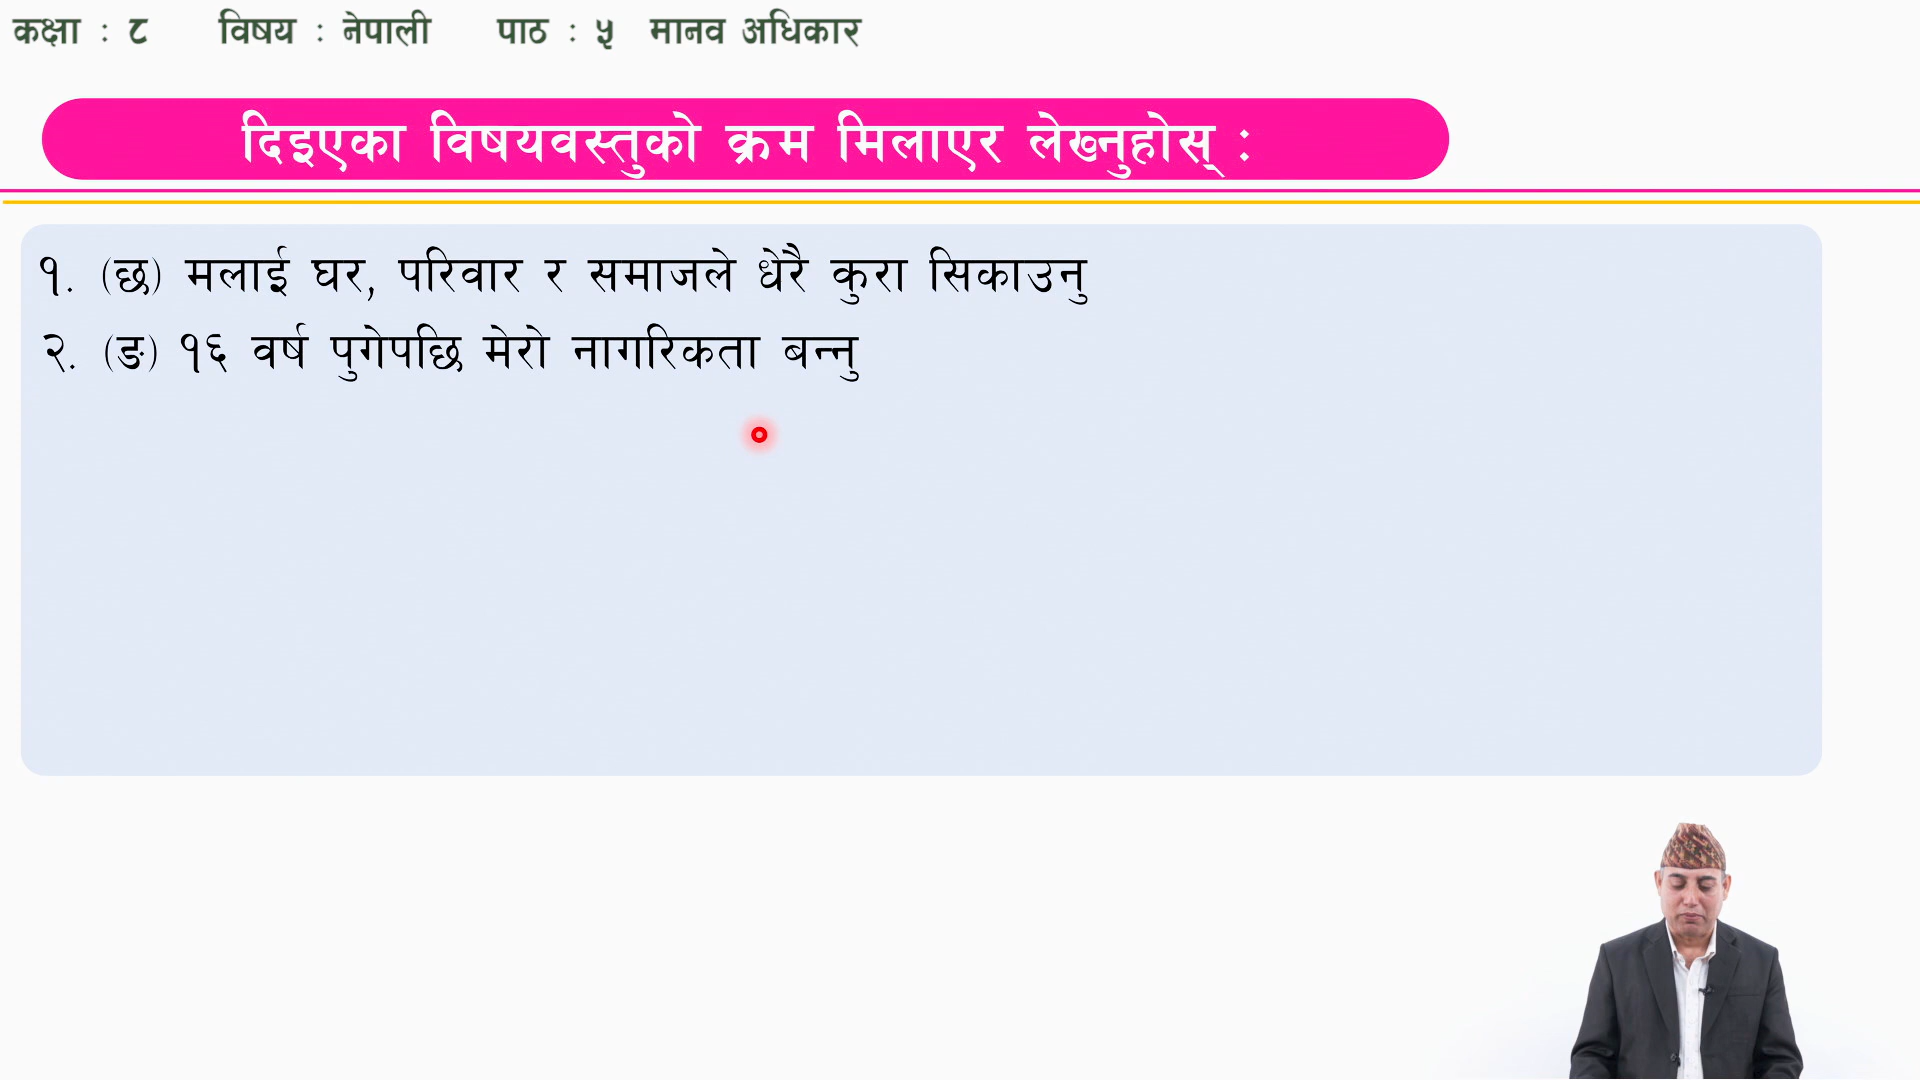 कक्षा : ८ विषय : नेपाली पाठ : ५ मानव अधिकार
दिइएका विषयवस्तुको क्रम मिलाएर लेख्नुहोस् :
१. (छ) मलाई घर, परिवार र समाजले धेरै कुरा सिकाउनु
२. (ङ) १६ वर्ष पुगेपछि मेरो नागरिकता बन्नु